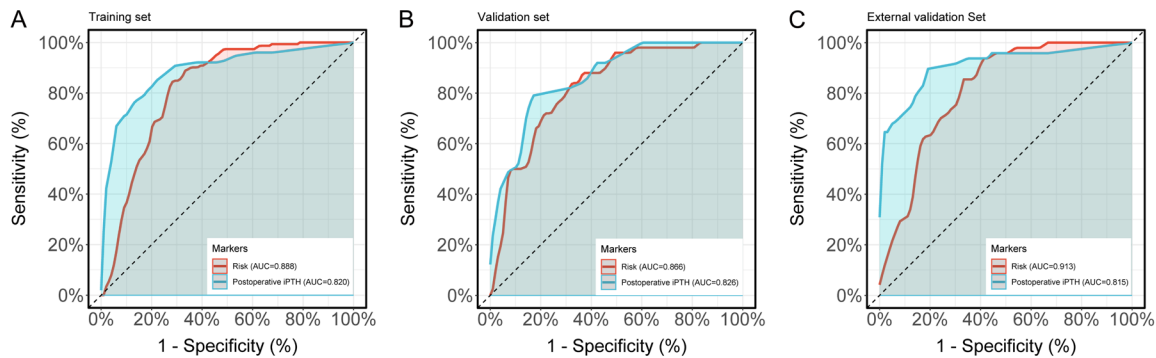 A
Training set
Sensitivity (%)
100%
80%
60%
40%
20%
0%
Markers
Risk (AUC=0.888)
Postoperative iPTH (AUC=0.820)
0% 20% 40% 60% 80% 100%
1 - Specificity (%)
B
Validation set
Sensitivity (%)
100%
80%
60%
40%
20%
0%
Markers
Risk (AUC=0.866)
Postoperative iPTH (AUC=0.826)
0% 20% 40% 60% 80% 100%
1 - Specificity (%)
C
External validation Set
Sensitivity (%)
100%
80%
60%
40%
20%
0%
Markers
Risk (AUC=0.913)
Postoperative iPTH (AUC=0.815)
0% 20% 40% 60% 80% 100%
1 - Specificity (%)